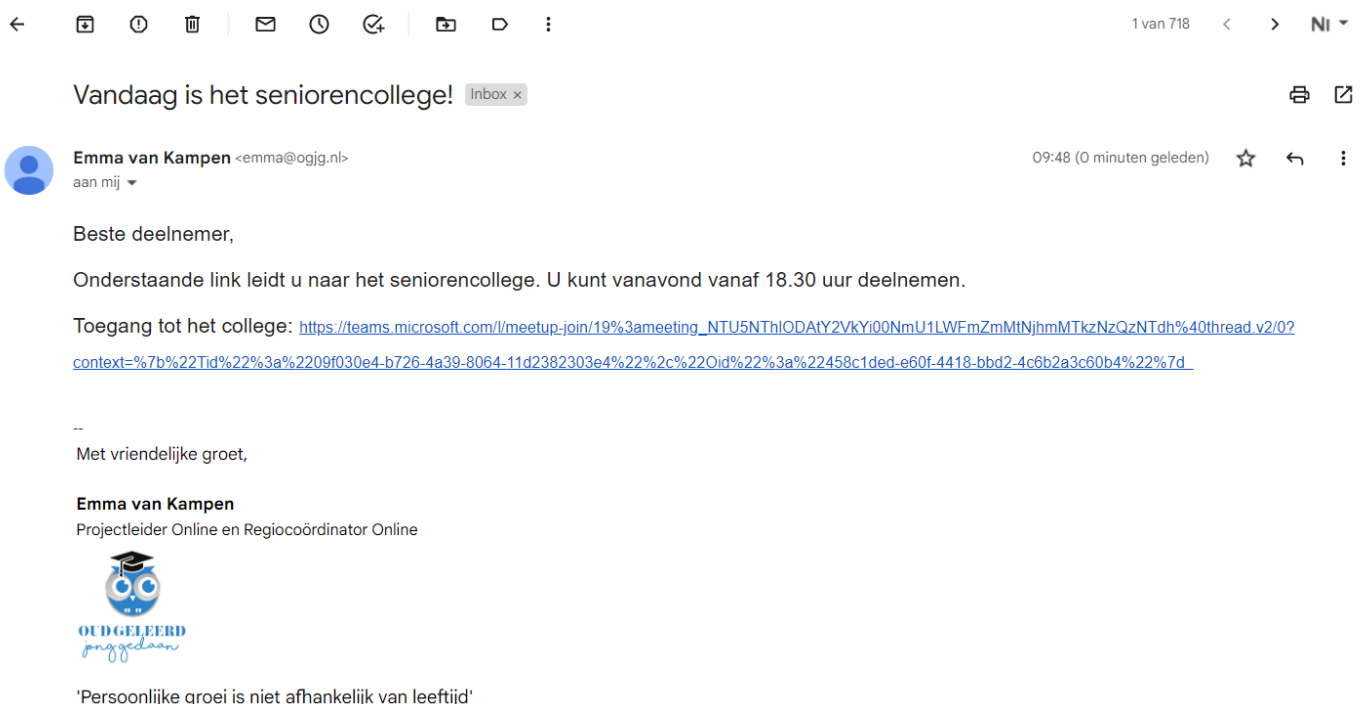 1 van 718
Vandaag is het seniorencollege! Inbox ×
Emma van Kampen <emma@ogjg.nl> 09:48 (0 minuten geleden)
aan mij
Beste deelnemer,
Onderstaande link leidt u naar het seniorencollege. U kunt vanavond vanaf 18.30 uur deelnemen.
Toegang tot het college: https://teams.microsoft.com/l/meetup-join/19%3ameeting_NTU5NThlODAtY2VkYi00NmU1LWFmZmMtNjhmMTkzNzQzNTdh%40thread.v2/0?
context=%7b%22Tid%22%3a%2209f030e4-b726-4a39-8064-11d2382303e4%22%2c%22Oid%22%3a%22458c1ded-e60f-4418-bbd2-4c6b2a3c60b4%22%7d
--
Met vriendelijke groet,
Emma van Kampen
Projectleider Online en Regiocoördinator Online
OUD GELEERD
jong gedaan
'Persoonlijke groei is niet afhankelijk van leeftijd'